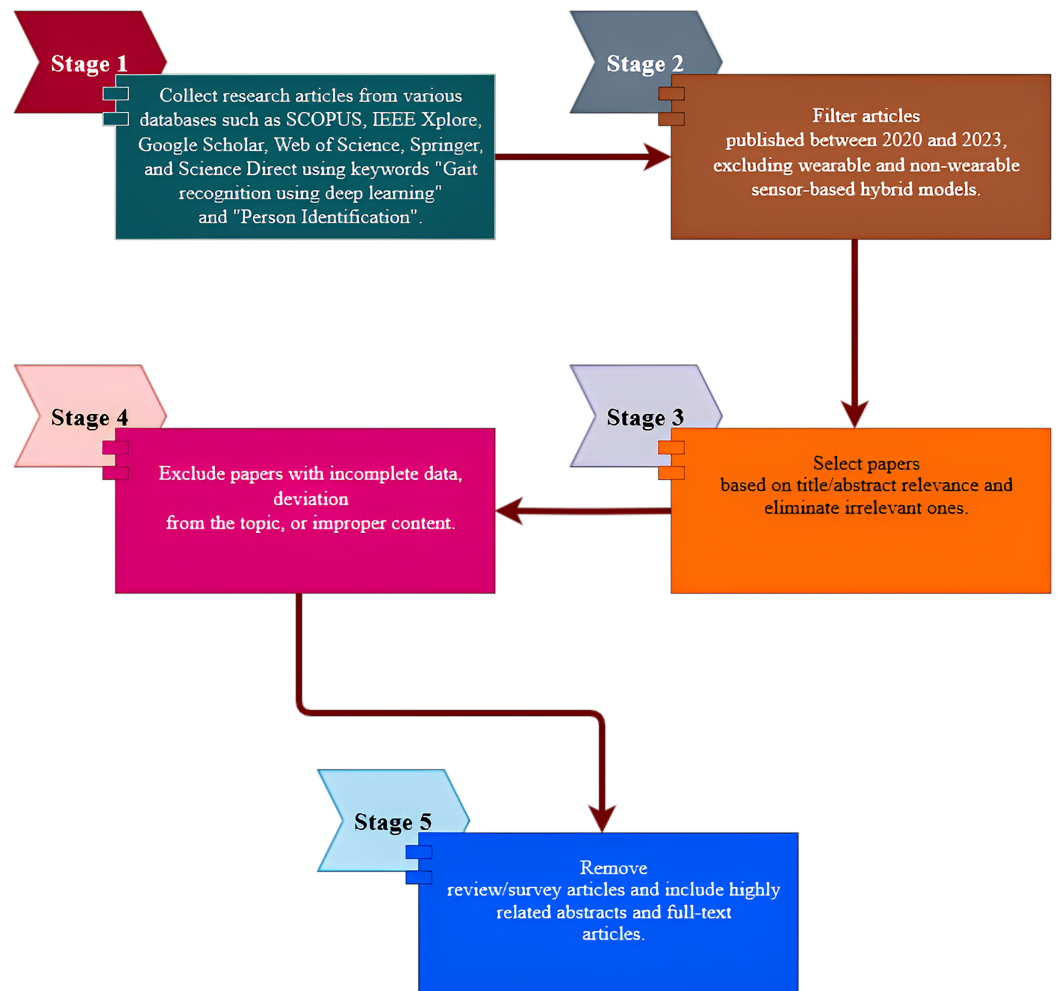 Stage 1
Collect research articles from various
databases such as SCOPUS, IEEE Xplore,
Google Scholar, Web of Science, Springer,
and Science Direct using keywords "Gait
recognition using deep learning"
and "Person Identification".
Stage 2
Filter articles
published between 2020 and 2023,
excluding wearable and non-wearable
sensor-based hybrid models.
Stage 3
Select papers
based on title/abstract relevance and
eliminate irrelevant ones.
Stage 4
Exclude papers with incomplete data,
deviation
from the topic, or improper content.
Stage 5
Remove
review/survey articles and include highly
related abstracts and full-text
articles.